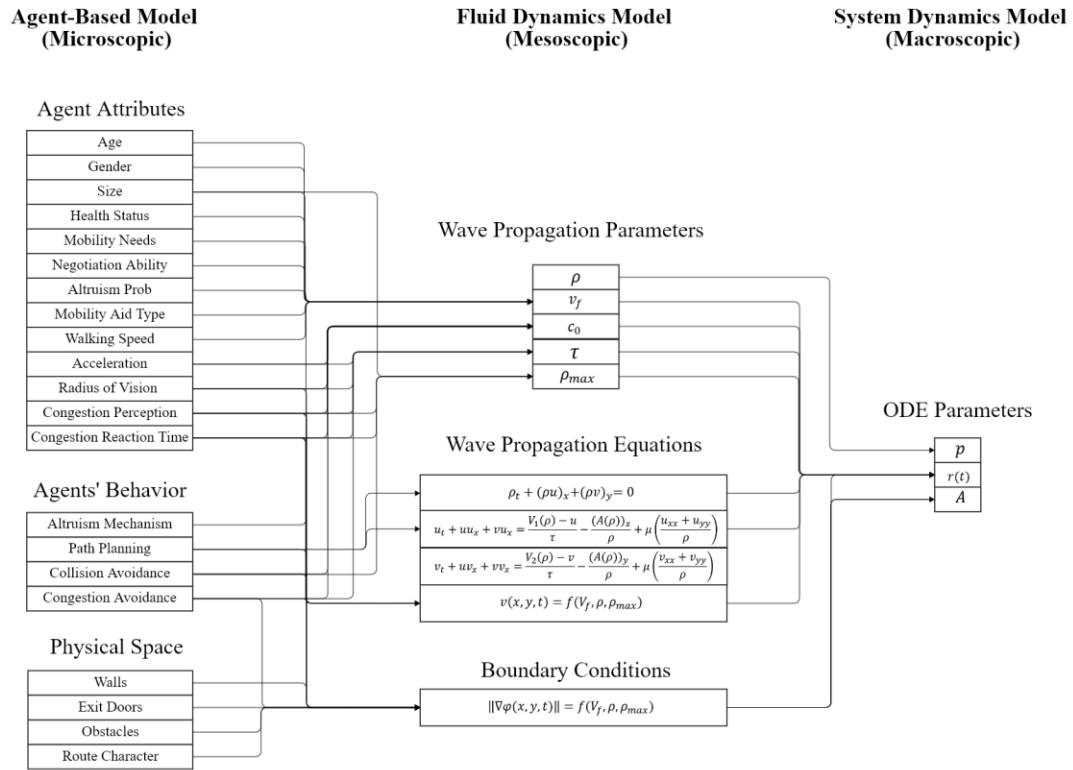 Agent-Based Model
(Microscopic)
Fluid Dynamics Model
(Mesoscopic)
System Dynamics Model
(Macroscopic)
Agent Attributes
Age
Gender
Size
Health Status
Mobility Needs
Negotiation Ability
Altruism Prob
Mobility Aid Type
Walking Speed
Acceleration
Radius of Vision
Congestion Perception
Congestion Reaction Time
Agents' Behavior
Altruism Mechanism
Path Planning
Collision Avoidance
Congestion Avoidance
Physical Space
Walls
Exit Doors
Obstacles
Route Character
Wave Propagation Parameters
ρ
v_f
c_0
τ
ρ_max
Wave Propagation Equations
ρ_t + (ρu)_x+(ρv)_y= 0
u_t + uu_x + vu_x = (V_1(ρ) − u)/τ − (A(ρ))_x/ρ + μ((u_xx + u_yy)/ρ)
v_t + uv_x + vv_x = (V_2(ρ) − v)/τ − (A(ρ))_y/ρ + μ((v_xx + v_yy)/ρ)
v(x, y, t) = f(V_f, ρ, ρ_max)
Boundary Conditions
‖∇φ(x, y, t)‖ = f(V_f, ρ, ρ_max)
ODE Parameters
p
r(t)
A